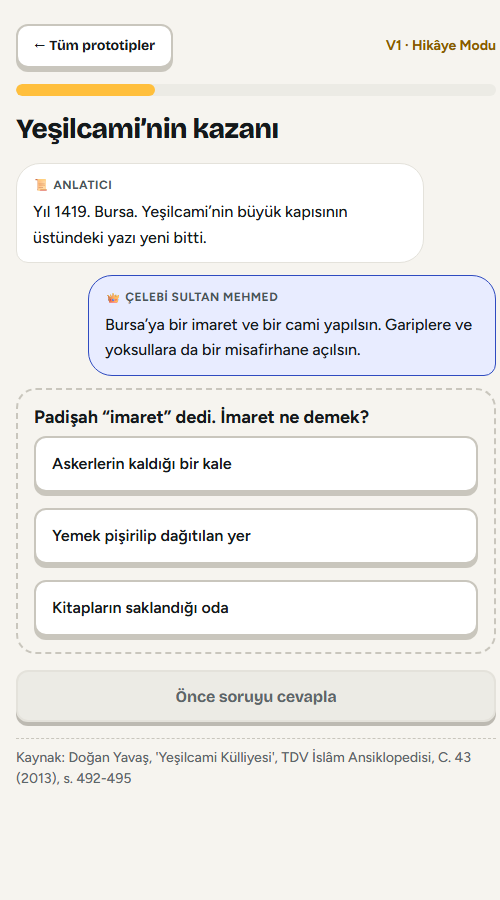 ← Tüm prototipler
V1 · Hikâye Modu
Yeşilcami’nin kazanı
📜 ANLATICI
Yıl 1419. Bursa. Yeşilcami’nin büyük kapısının
üstündeki yazı yeni bitti.
ÇELEBİ SULTAN MEHMED
Bursa’ya bir imaret ve bir cami yapılsın. Gariplere ve
yoksullara da bir misafirhane açılsın.
Padişah “imaret” dedi. İmaret ne demek?
Askerlerin kaldığı bir kale
Yemek pişirilip dağıtılan yer
Kitapların saklandığı oda
Önce soruyu cevapla
Kaynak: Doğan Yavaş, 'Yeşilcami Külliyesi', TDV İslâm Ansiklopedisi, C. 43
(2013), s. 492-495